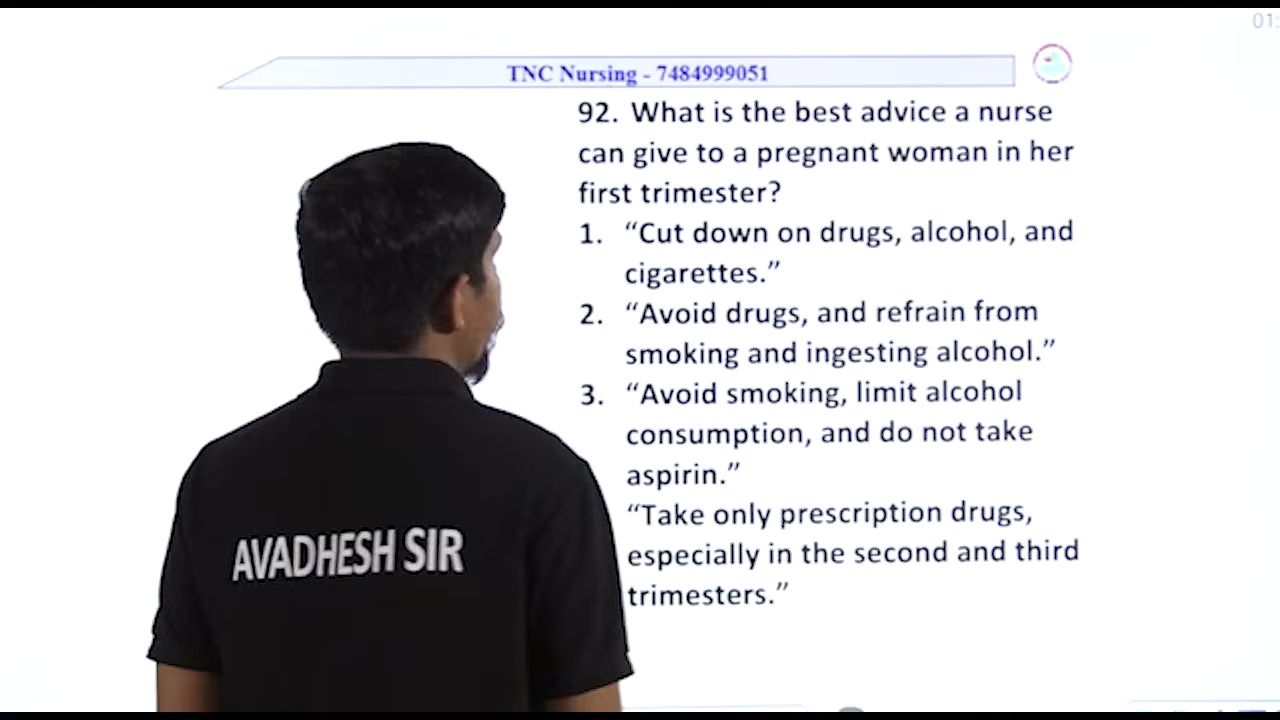 01:
TNC Nursing - 7484999051
92. What is the best advice a nurse
can give to a pregnant woman in her
first trimester?
1. “Cut down on drugs, alcohol, and
cigarettes.”
2. “Avoid drugs, and refrain from
smoking and ingesting alcohol.”
3. “Avoid smoking, limit alcohol
consumption, and do not take
aspirin.”
“Take only prescription drugs,
especially in the second and third
trimesters.”
AVADHESH SIR